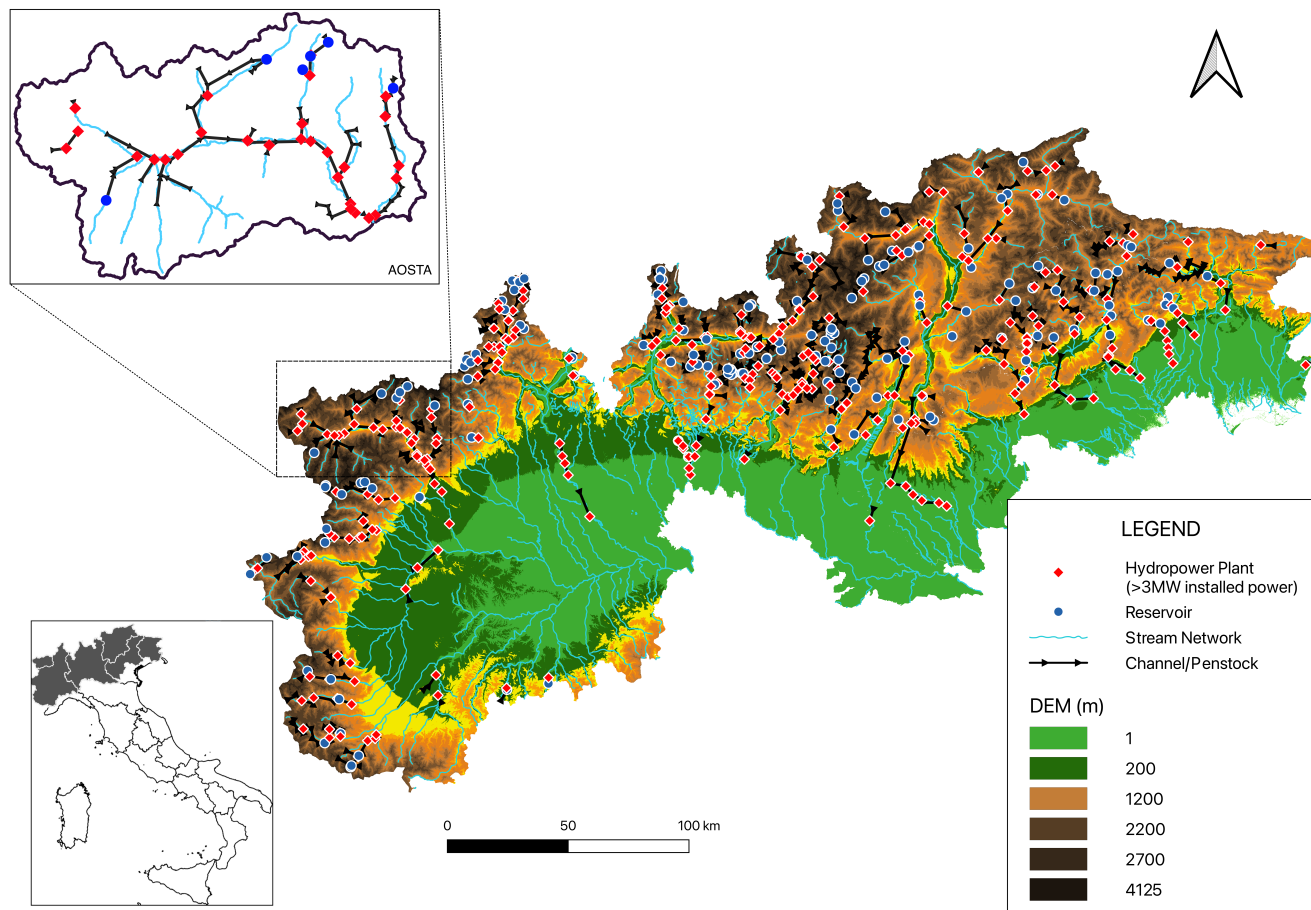 AOSTA
LEGEND
Hydropower Plant
(>3MW installed power)
Reservoir
Stream Network
Channel/Penstock
DEM (m)
1
200
1200
2200
2700
4125
0 50 100 km